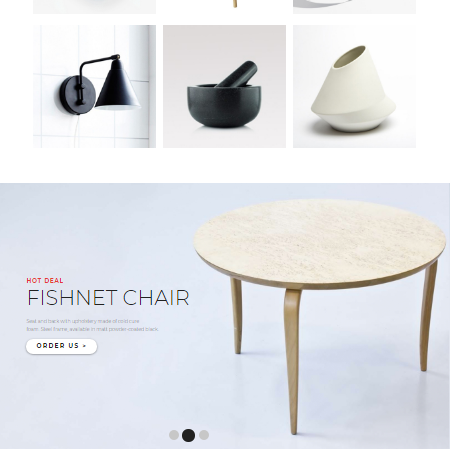 HOT DEAL
FISHNET CHAIR
Seat and back with upholstery made of cold cure
foam. Steel frame, available in matt powder-coated black.
ORDER US >